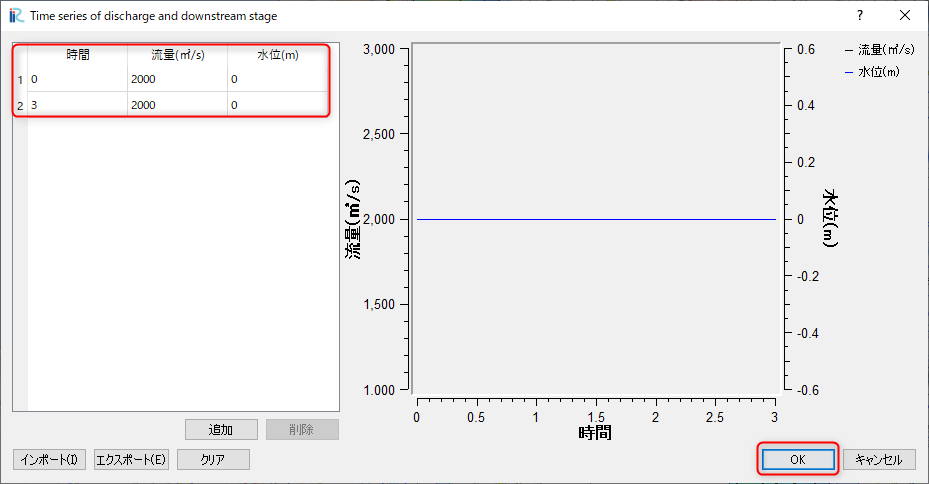 Time series of discharge and downstream stage
? ×
時間 流量(㎥/s) 水位(m)
1 0 2000 0
2 3 2000 0
追加 削除
インポート(I) エクスポート(E) クリア
3,000
2,500
2,000
1,500
1.000
流量(㎥/s)
0.6
0.4
0.2
0
-0.2
-0.4
-0.6
水位(m)
0 0.5 1 1.5 2 2.5 3
時間
流量(㎥/s)
水位(m)
OK キャンセル